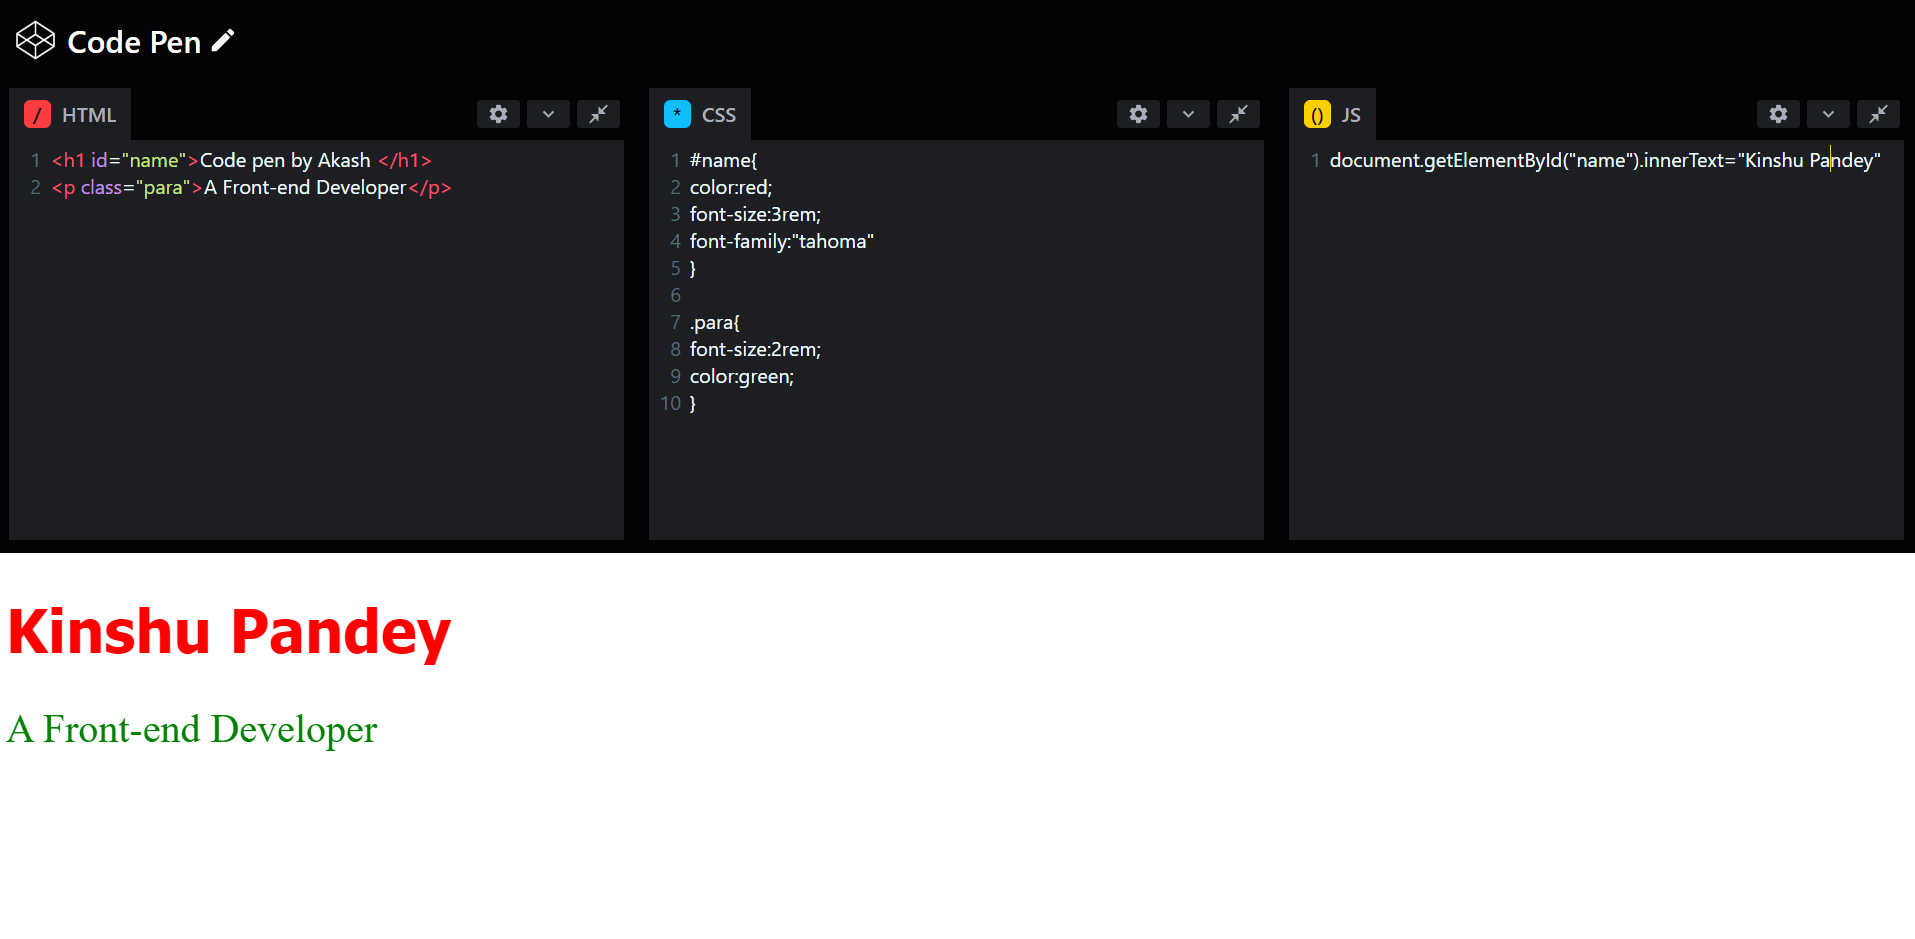 Code Pen
/ HTML
1 <h1 id="name">Code pen by Akash </h1>
2 <p class="para">A Front-end Developer</p>
* CSS
1 #name{
2 color:red;
3 font-size:3rem;
4 font-family:"tahoma"
5 }
6
7 .para{
8 font-size:2rem;
9 color:green;
10 }
() JS
1 document.getElementById("name").innerText="Kinshu Pandey"
Kinshu Pandey
A Front-end Developer